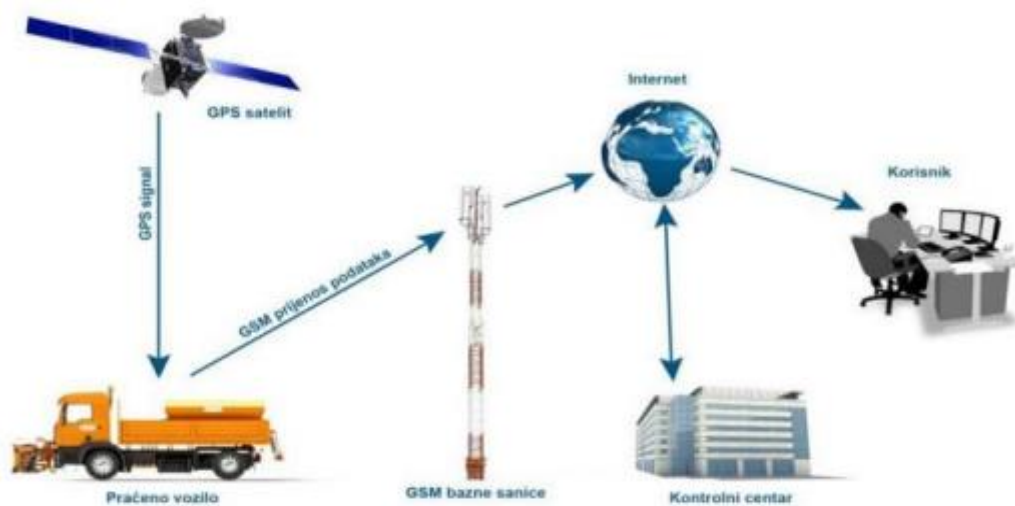 GPS satelit
Internet
Korisnik
GPS signal
GSM prijenos podataka
Praćeno vozilo
GSM bazne sanice
Kontrolni centar